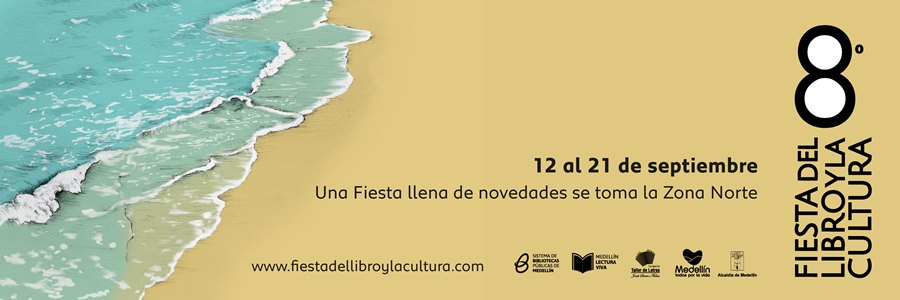 12 al 21 de septiembre
Una Fiesta llena de novedades se toma la Zona Norte
www.fiestadellibroylacultura.com
SISTEMA DE
BIBLIOTECAS
PÚBLICAS DE
MEDELLÍN
MEDELLÍN
LECTURA
VIVA
Taller de Letras
Medellín
todos por la vida
Alcaldía de Medellín
8º
FIESTA DEL
LIBRO Y LA
CULTURA